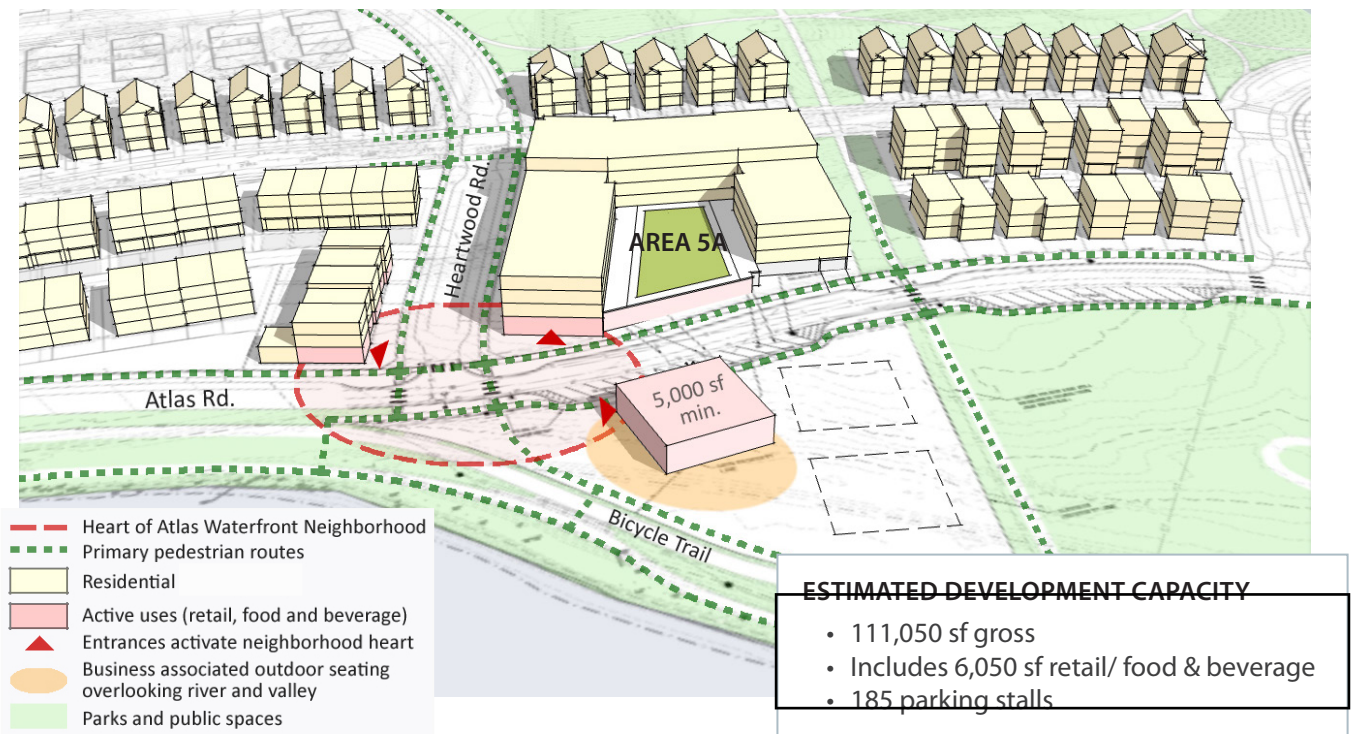 Heartwood Rd.
AREA 5A
Atlas Rd.
5,000 sf
min.
Bicycle Trail
Heart of Atlas Waterfront Neighborhood
Primary pedestrian routes
Residential
Active uses (retail, food and beverage)
Entrances activate neighborhood heart
Business associated outdoor seating
overlooking river and valley
Parks and public spaces
ESTIMATED DEVELOPMENT CAPACITY
• 111,050 sf gross
• Includes 6,050 sf retail/ food & beverage
• 185 parking stalls